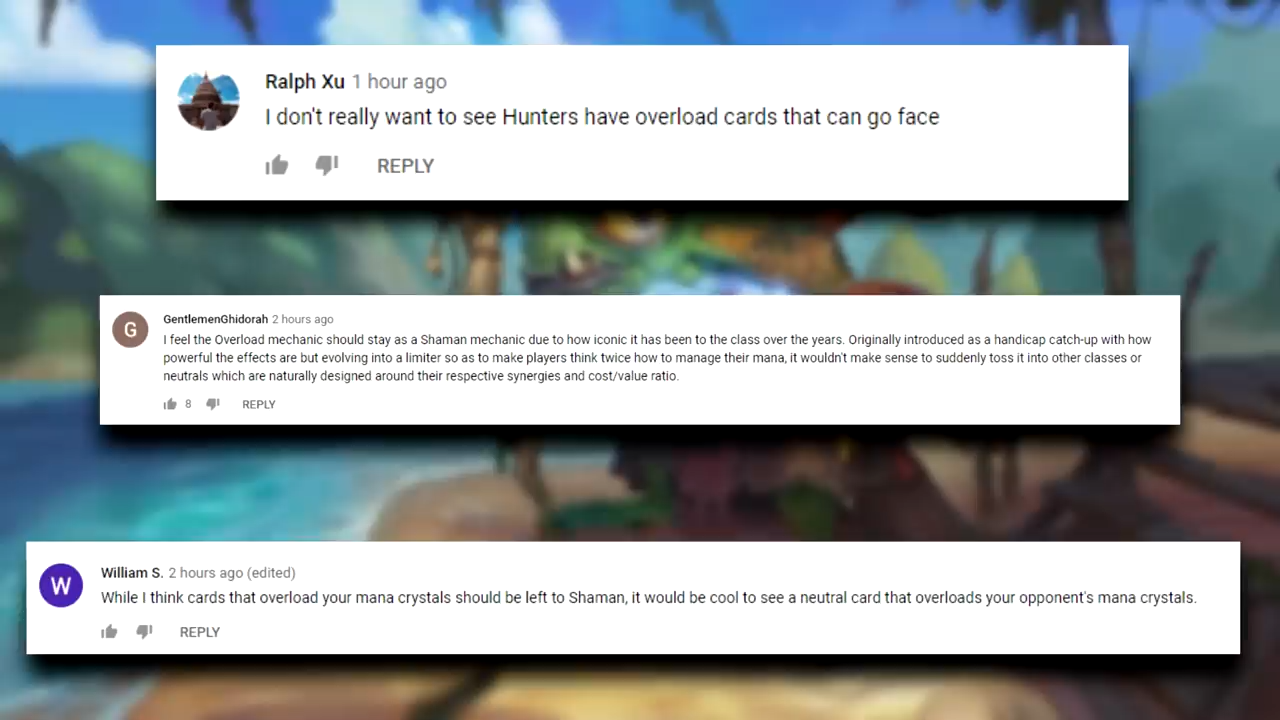 Ralph Xu 1 hour ago
I don't really want to see Hunters have overload cards that can go face
REPLY
G
GentlemenGhidorah 2 hours ago
I feel the Overload mechanic should stay as a Shaman mechanic due to how iconic it has been to the class over the years. Originally introduced as a handicap catch-up with how
powerful the effects are but evolving into a limiter so as to make players think twice how to manage their mana, it wouldn't make sense to suddenly toss it into other classes or
neutrals which are naturally designed around their respective synergies and cost/value ratio.
8 REPLY
W
William S. 2 hours ago (edited)
While I think cards that overload your mana crystals should be left to Shaman, it would be cool to see a neutral card that overloads your opponent's mana crystals.
REPLY